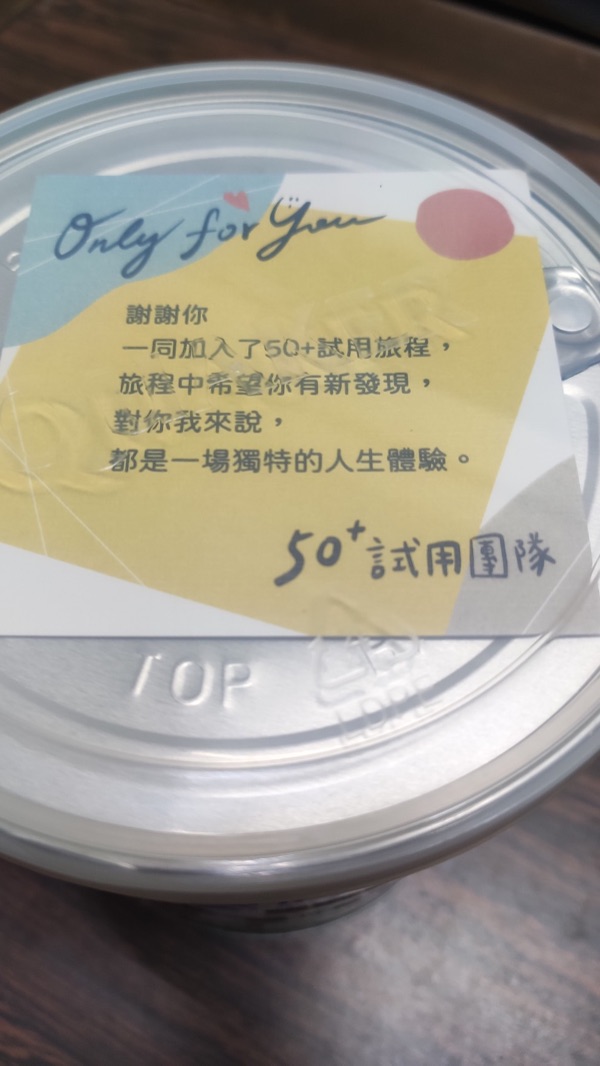 Only for You
謝謝你
一同加入了50+試用旅程，
旅程中希望你有新發現，
對你我來說，
都是一場獨特的人生體驗。
50+試用團隊
QUAKER
TOP
LDPE